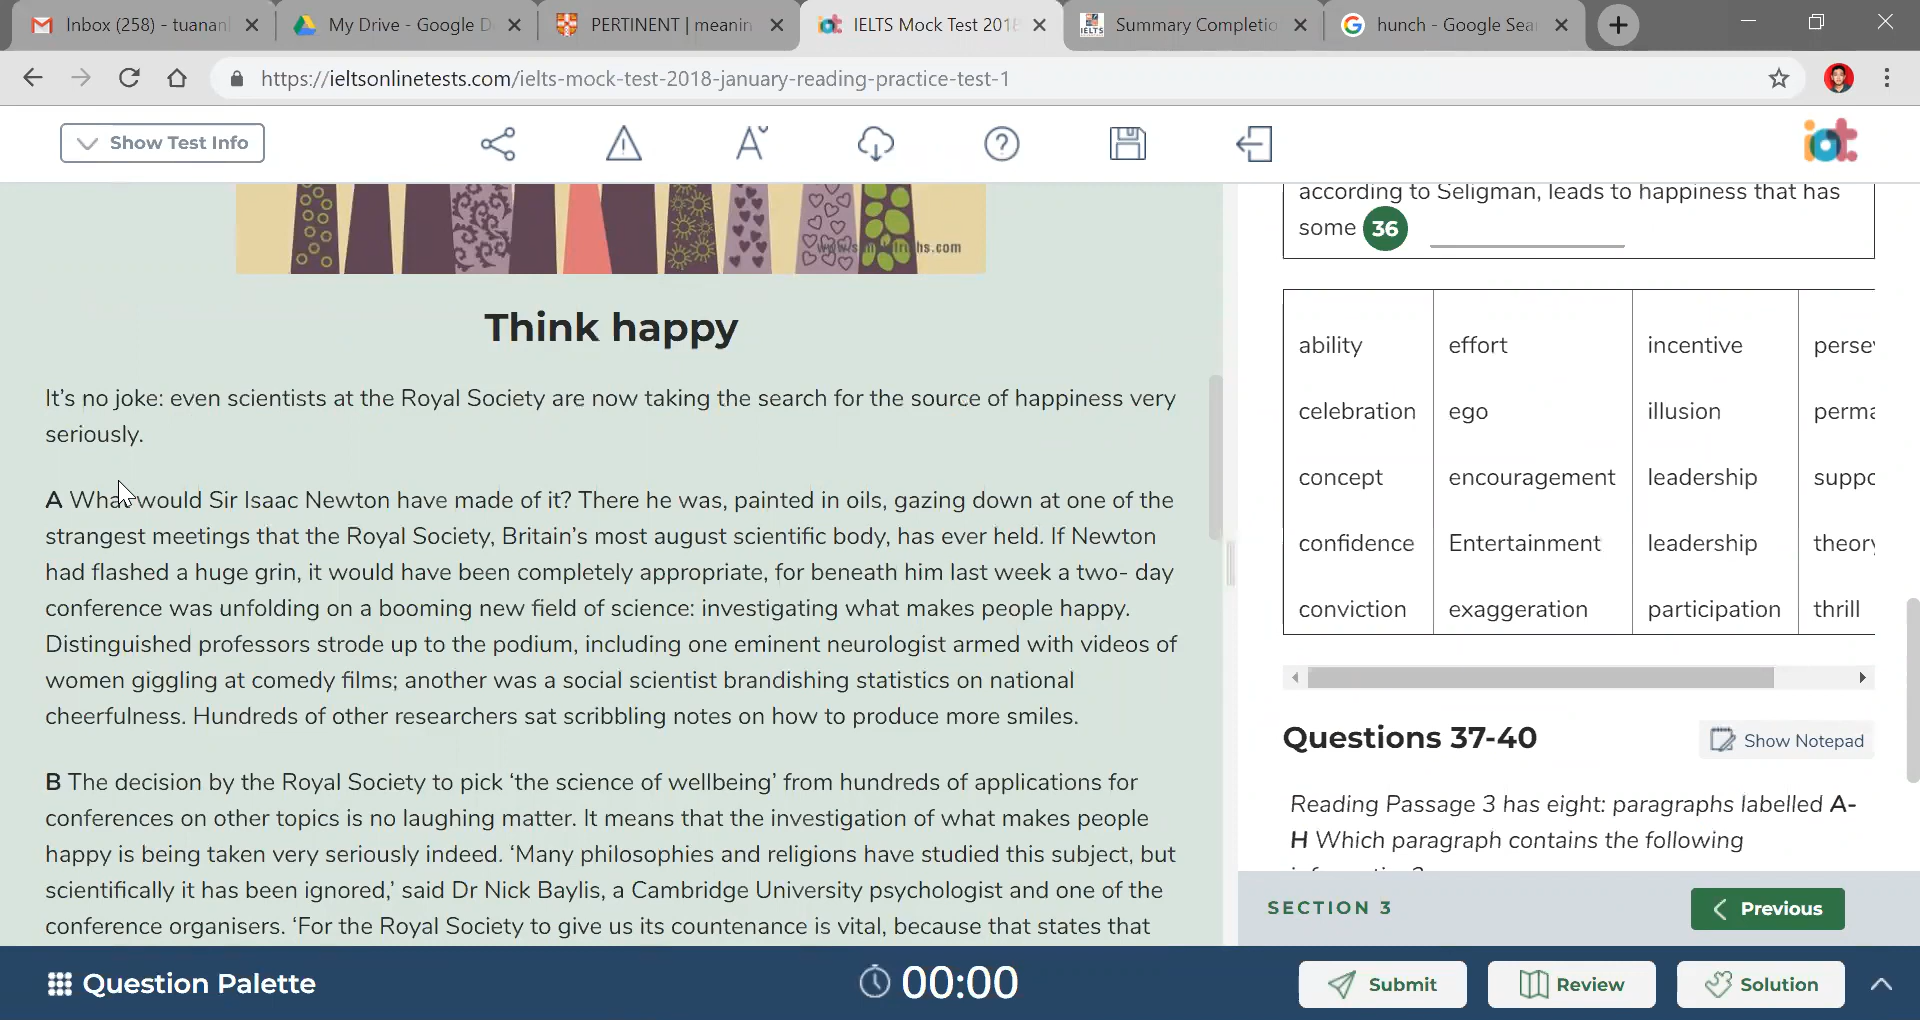 Inbox (258) - tuanan
My Drive - Google D
PERTINENT | meanin
IELTS Mock Test 2018
Summary Completio
hunch - Google Sea
https://ieltsonlinetests.com/ielts-mock-test-2018-january-reading-practice-test-1
Show Test Info
iot
Think happy
It's no joke: even scientists at the Royal Society are now taking the search for the source of happiness very
seriously.
A What would Sir Isaac Newton have made of it? There he was, painted in oils, gazing down at one of the
strangest meetings that the Royal Society, Britain's most august scientific body, has ever held. If Newton
had flashed a huge grin, it would have been completely appropriate, for beneath him last week a two- day
conference was unfolding on a booming new field of science: investigating what makes people happy.
Distinguished professors strode up to the podium, including one eminent neurologist armed with videos of
women giggling at comedy films; another was a social scientist brandishing statistics on national
cheerfulness. Hundreds of other researchers sat scribbling notes on how to produce more smiles.
B The decision by the Royal Society to pick 'the science of wellbeing' from hundreds of applications for
conferences on other topics is no laughing matter. It means that the investigation of what makes people
happy is being taken very seriously indeed. 'Many philosophies and religions have studied this subject, but
scientifically it has been ignored,' said Dr Nick Baylis, a Cambridge University psychologist and one of the
conference organisers. 'For the Royal Society to give us its countenance is vital, because that states that
according to Seligman, leads to happiness that has
some 36
ability effort incentive perse
celebration ego illusion perma
concept encouragement leadership suppo
confidence Entertainment leadership theory
conviction exaggeration participation thrill
Questions 37-40
Show Notepad
Reading Passage 3 has eight: paragraphs labelled A-
H Which paragraph contains the following
SECTION 3
Previous
Question Palette
00:00
Submit
Review
Solution